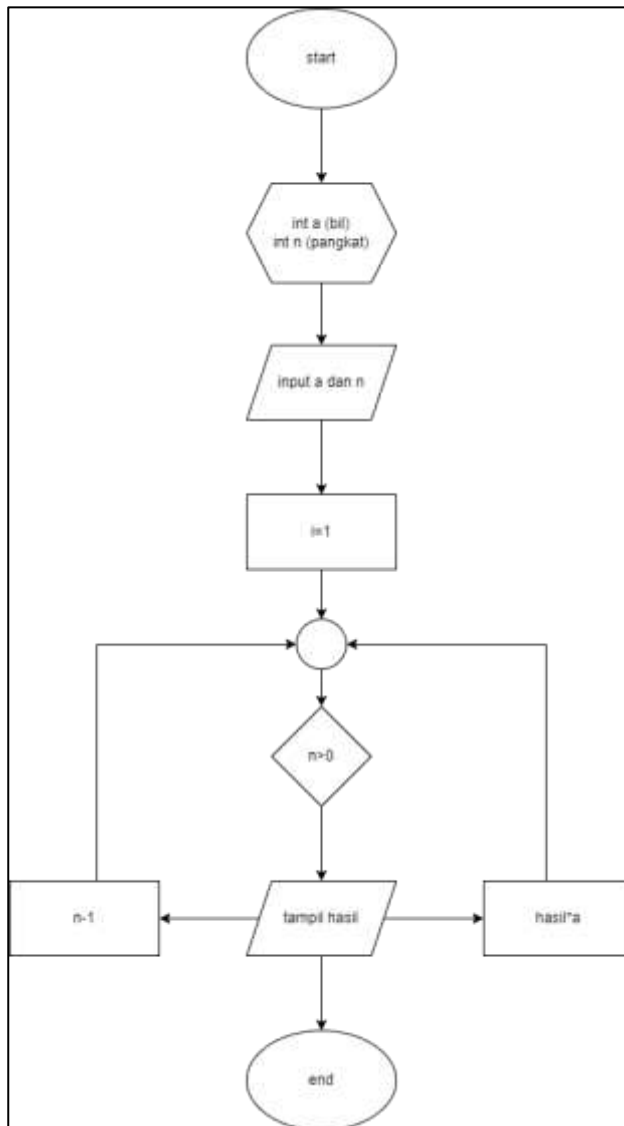 start
int a (bil)
int n (pangkat)
input a dan n
i=1
n>0
n-1
tampil hasil
hasil*a
end